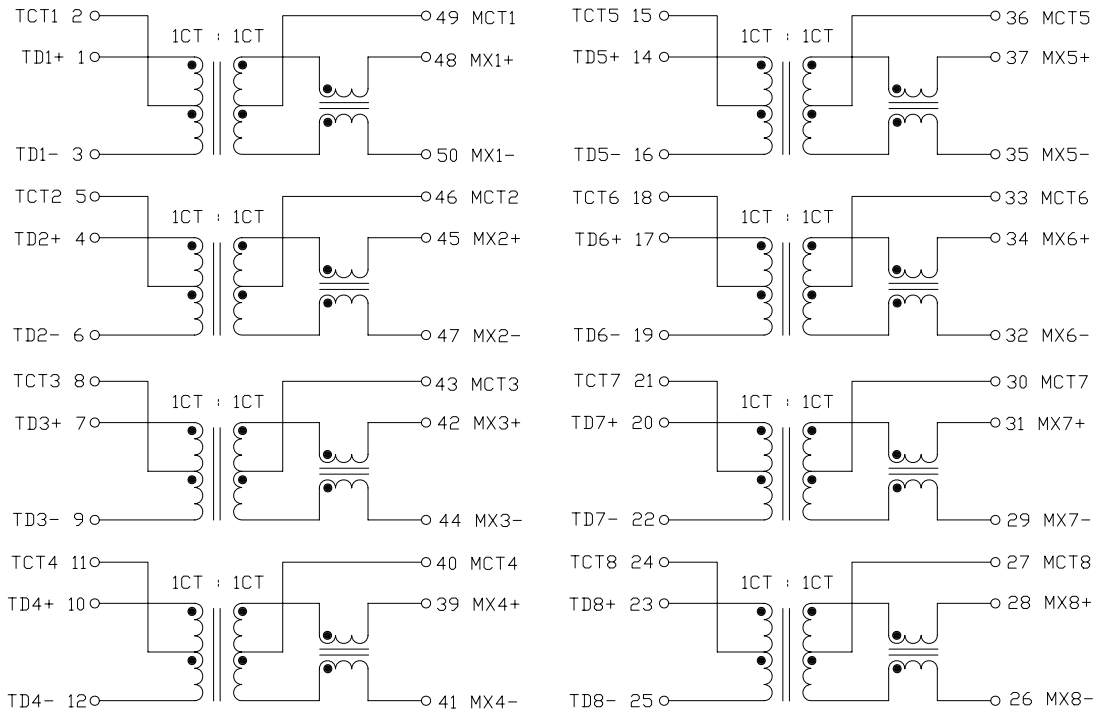 TCT1 2 49 MCT1 TCT5 15 36 MCT5
1CT : 1CT 1CT : 1CT
TD1+ 1 48 MX1+ TD5+ 14 37 MX5+
TD1- 3 50 MX1- TD5- 16 35 MX5-
TCT2 5 46 MCT2 TCT6 18 33 MCT6
1CT : 1CT 1CT : 1CT
TD2+ 4 45 MX2+ TD6+ 17 34 MX6+
TD2- 6 47 MX2- TD6- 19 32 MX6-
TCT3 8 43 MCT3 TCT7 21 30 MCT7
1CT : 1CT 1CT : 1CT
TD3+ 7 42 MX3+ TD7+ 20 31 MX7+
TD3- 9 44 MX3- TD7- 22 29 MX7-
TCT4 11 40 MCT4 TCT8 24 27 MCT8
1CT : 1CT 1CT : 1CT
TD4+ 10 39 MX4+ TD8+ 23 28 MX8+
TD4- 12 41 MX4- TD8- 25 26 MX8-